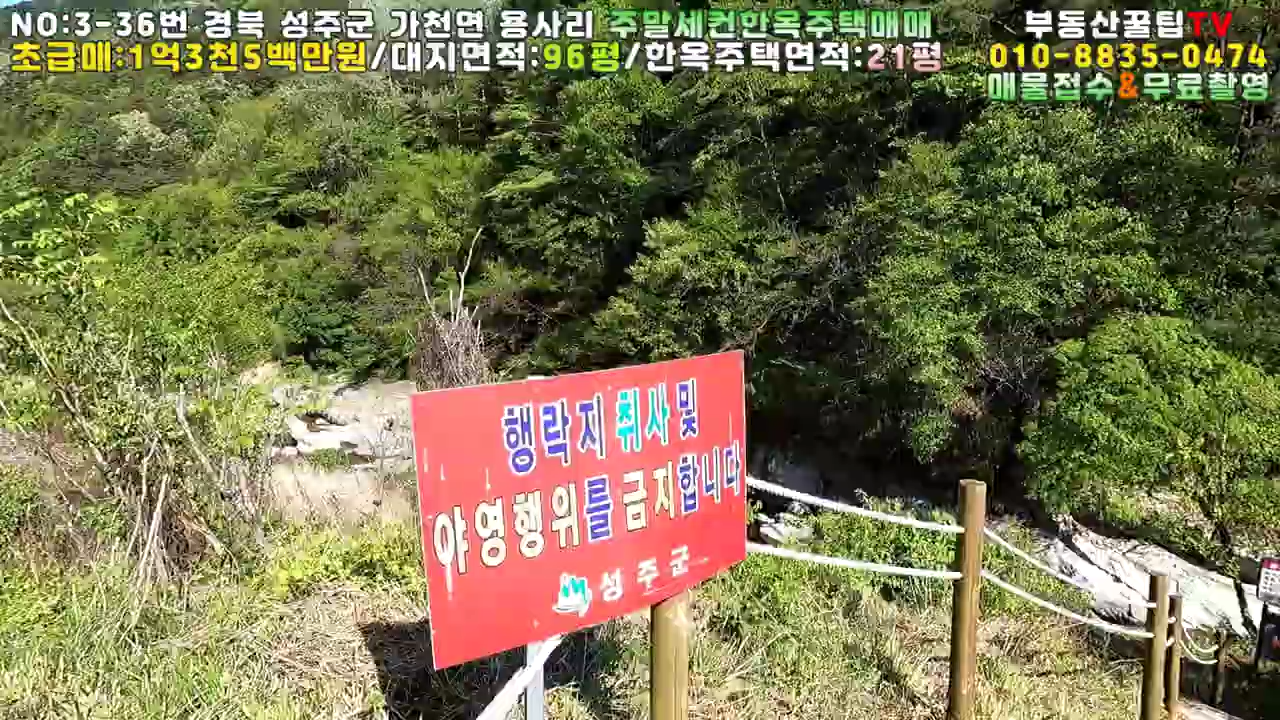 NO:3-36번 경북 성주군 가천면 용사리 주말세컨한옥주택매매
초급매:1억3천5백만원/대지면적:96평/한옥주택면적:21평
부동산꿀팁TV
010-8835-0474
매물접수&무료촬영
행락지 취사 및
야영행위를 금지합니다
성주군